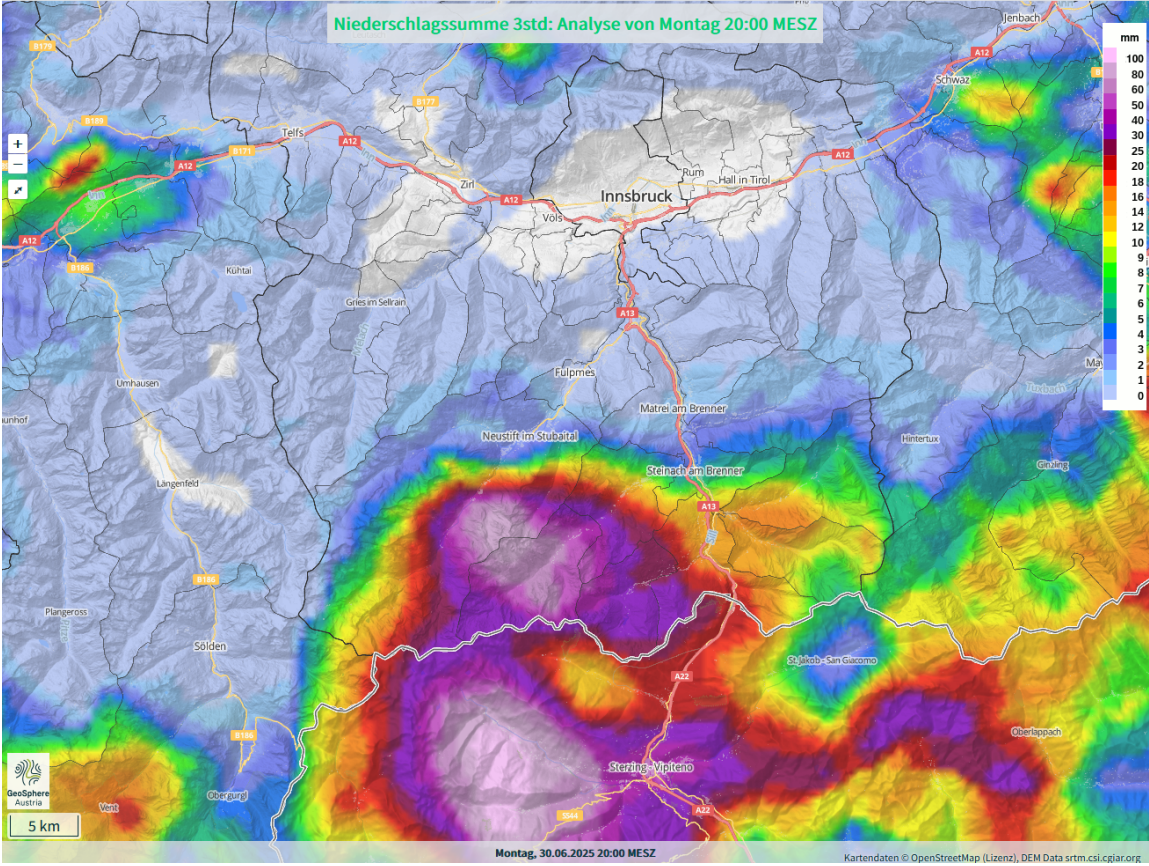 Niederschlagssumme 3std: Analyse von Montag 20:00 MESZ
Jenbach
B179
A12
mm
100
80
60
50
40
30
25
20
18
16
14
12
10
9
8
7
6
5
4
3
2
1
0
Schwaz
B177
B189
Telfs
A12
B171
A12
A12
+
−
Zirl
Rum
Hall in Tirol
Innsbruck
A12
Völs
Inn
A12
B186
Kühtai
Gries im Sellrain
A13
Fulpmes
Umhausen
Matrei am Brenner
Tuxbach
Neustift im Stubaital
Hintertux
Steinach am Brenner
Ginzling
Längenfeld
A13
B186
Plangeross
Sölden
St. Jakob - San Giacomo
A22
B186
Oberlappach
Sterzing - Vipiteno
GeoSphere
Austria
Obergurgl
Vent
5 km
SS44
A22
Montag, 30.06.2025 20:00 MESZ
Kartendaten © OpenStreetMap (Lizenz), DEM Data srtm.csi.cgiar.org